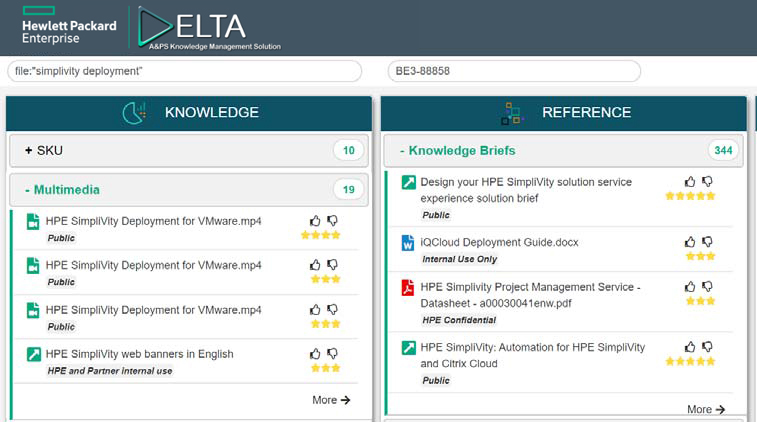 Hewlett Packard
Enterprise
DELTA
A&PS Knowledge Management Solution
file:"simplivity deployment"
BE3-88858
KNOWLEDGE
+ SKU
10
- Multimedia
19
HPE SimpliVity Deployment for VMware.mp4
Public
HPE SimpliVity Deployment for VMware.mp4
Public
HPE SimpliVity Deployment for VMware.mp4
Public
HPE SimpliVity web banners in English
HPE and Partner internal use
More →
REFERENCE
- Knowledge Briefs
344
Design your HPE SimpliVity solution service
experience solution brief
Public
iQCloud Deployment Guide.docx
Internal Use Only
HPE Simplivity Project Management Service -
Datasheet - a00030041enw.pdf
HPE Confidential
HPE SimpliVity: Automation for HPE SimpliVity
and Citrix Cloud
Public
More →